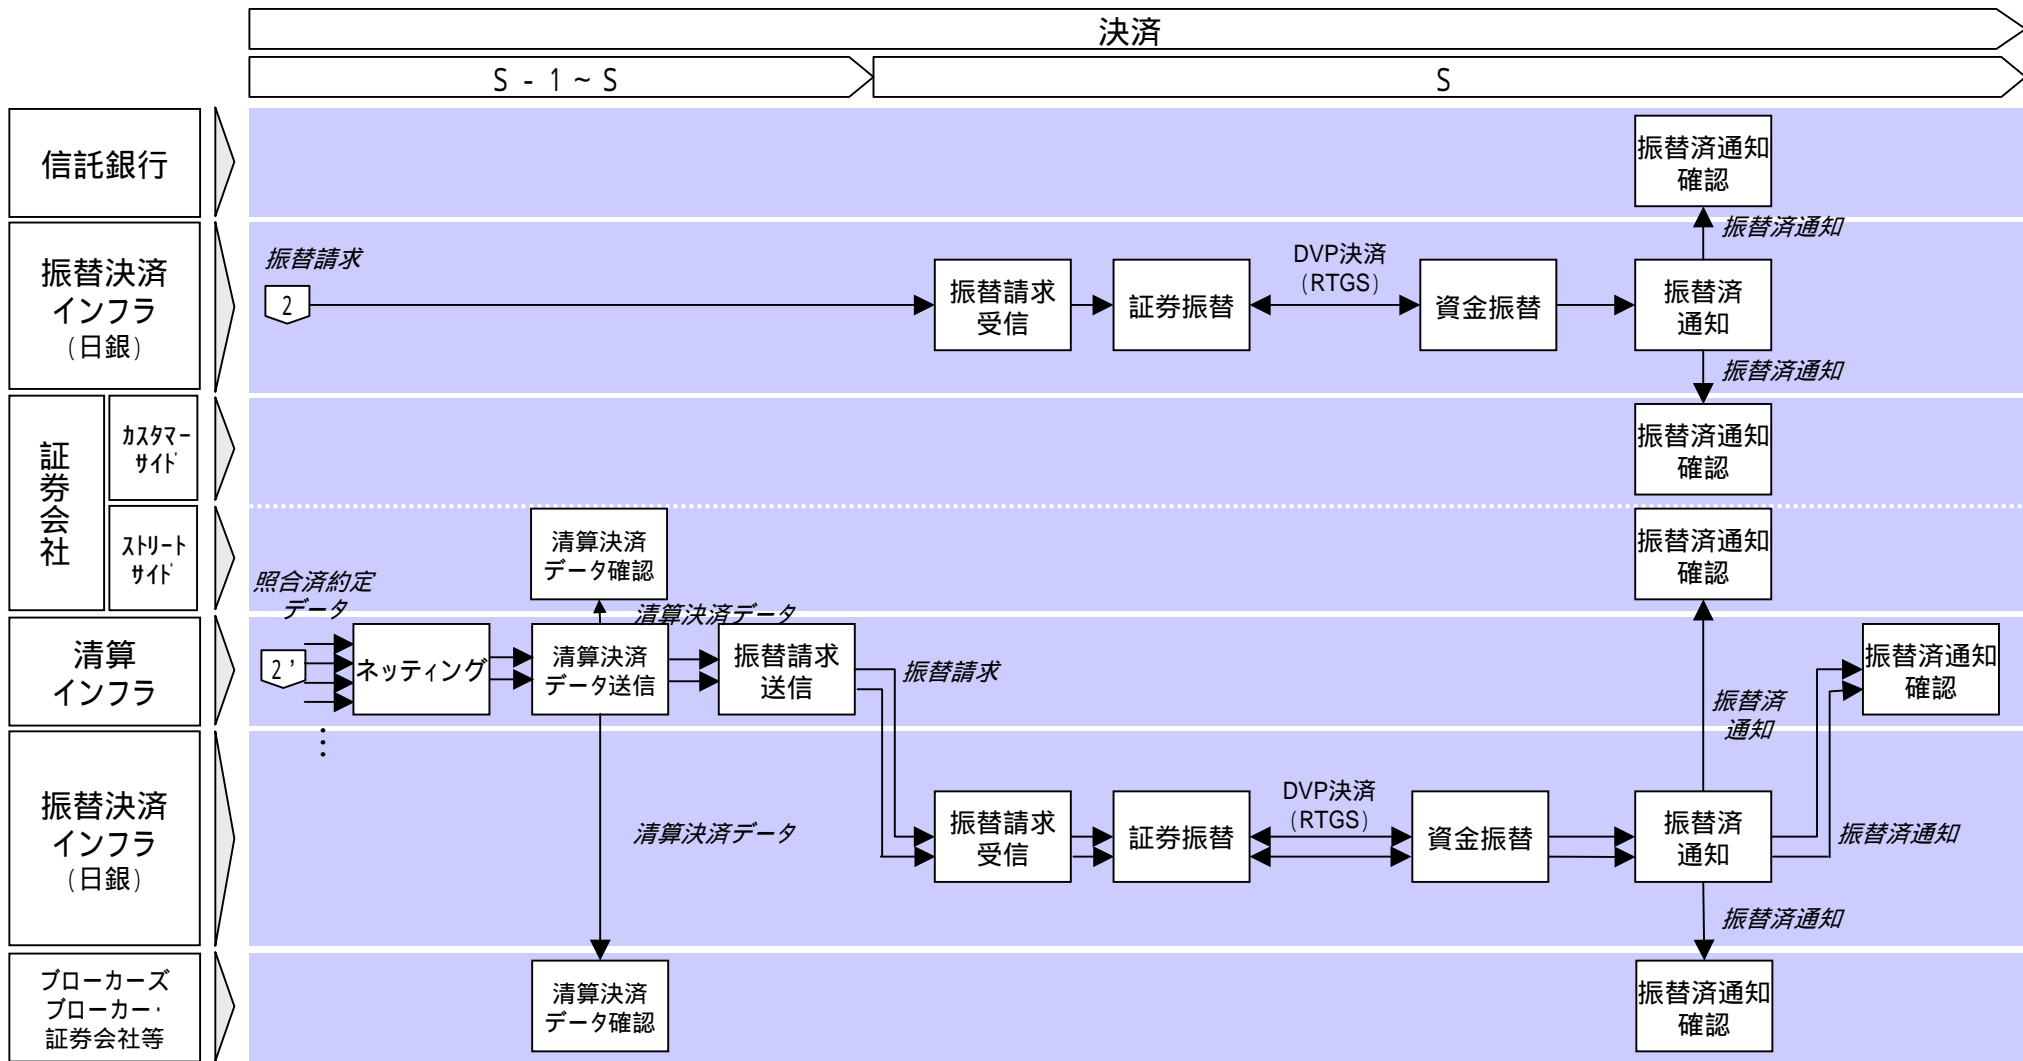 決済
S - 1 ~ S
S
信託銀行
振替済通知
確認
振替済通知
振替決済
インフラ
(日銀)
振替請求
2
振替請求
受信
証券振替
DVP決済
(RTGS)
資金振替
振替済
通知
振替済通知
証券会社
カスタマー
サイド
振替済通知
確認
ストリート
サイド
清算決済
データ確認
振替済通知
確認
照合済約定
データ
清算決済データ
清算
インフラ
2'
ネッティング
清算決済
データ送信
振替請求
送信
振替請求
振替済
通知
振替済通知
確認
…
振替決済
インフラ
(日銀)
清算決済データ
振替請求
受信
証券振替
DVP決済
(RTGS)
資金振替
振替済
通知
振替済通知
振替済通知
ブローカーズ
ブローカー・
証券会社等
清算決済
データ確認
振替済通知
確認